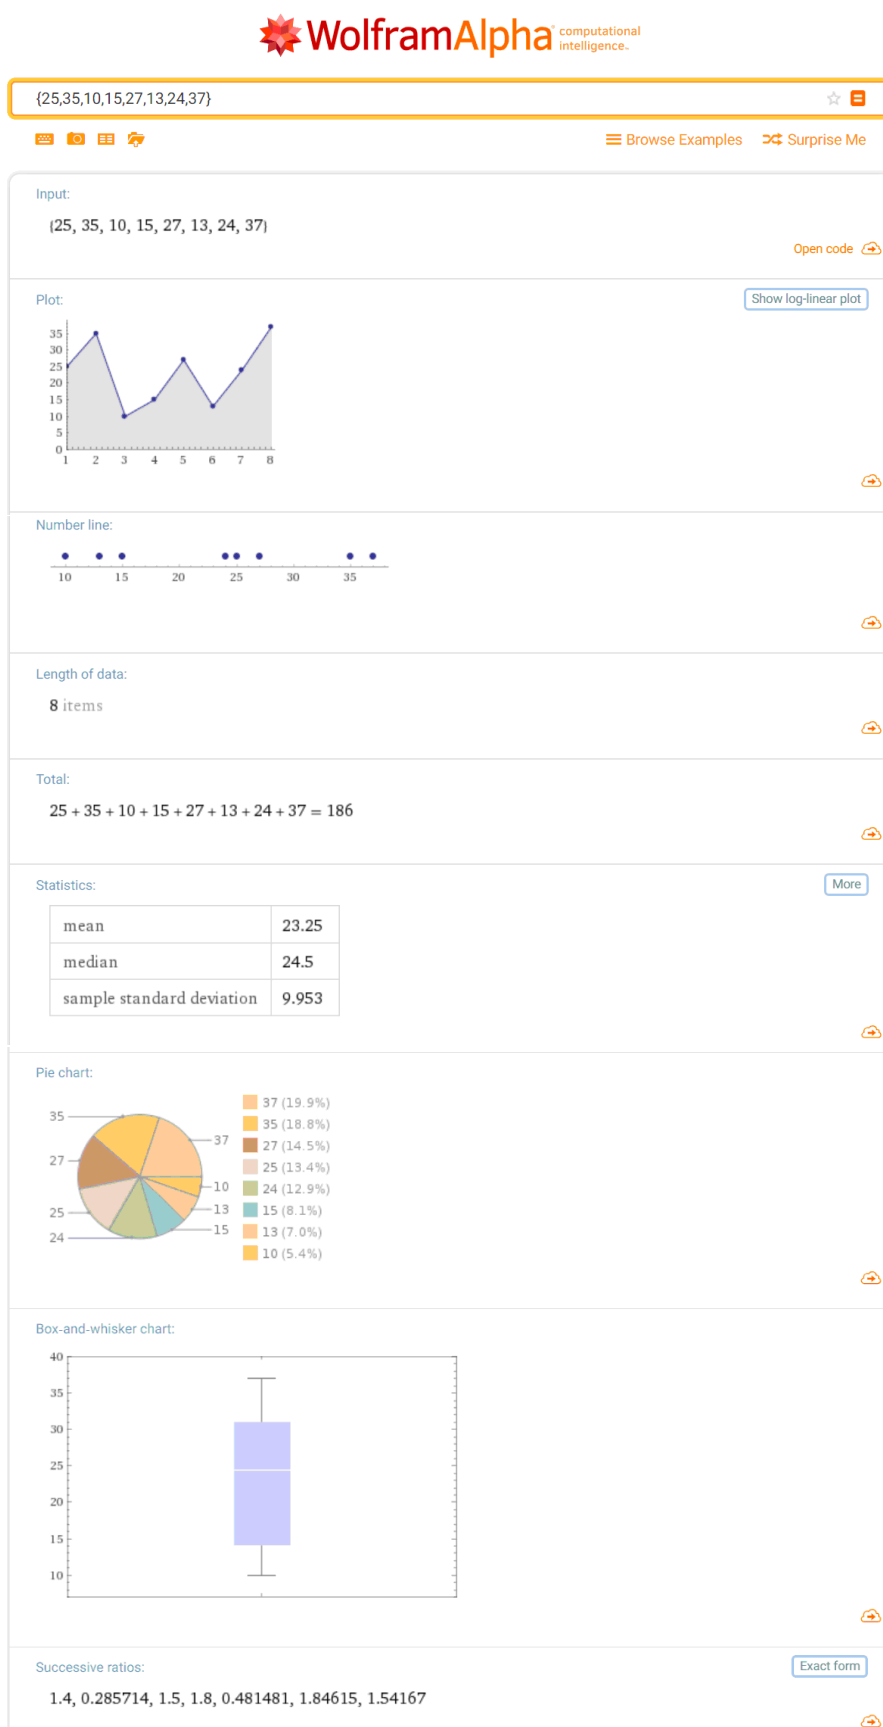 WolframAlpha computational intelligence.
{25,35,10,15,27,13,24,37}
Browse Examples Surprise Me
Input:
{25, 35, 10, 15, 27, 13, 24, 37}
Open code
Plot:
Show log-linear plot
35
30
25
20
15
10
5
0
1 2 3 4 5 6 7 8
Number line:
10 15 20 25 30 35
Length of data:
8 items
Total:
25 + 35 + 10 + 15 + 27 + 13 + 24 + 37 = 186
Statistics:
More
mean 23.25
median 24.5
sample standard deviation 9.953
Pie chart:
35
27
25
24
37
10
13
15
37 (19.9%)
35 (18.8%)
27 (14.5%)
25 (13.4%)
24 (12.9%)
15 (8.1%)
13 (7.0%)
10 (5.4%)
Box-and-whisker chart:
40
35
30
25
20
15
10
Successive ratios:
Exact form
1.4, 0.285714, 1.5, 1.8, 0.481481, 1.84615, 1.54167